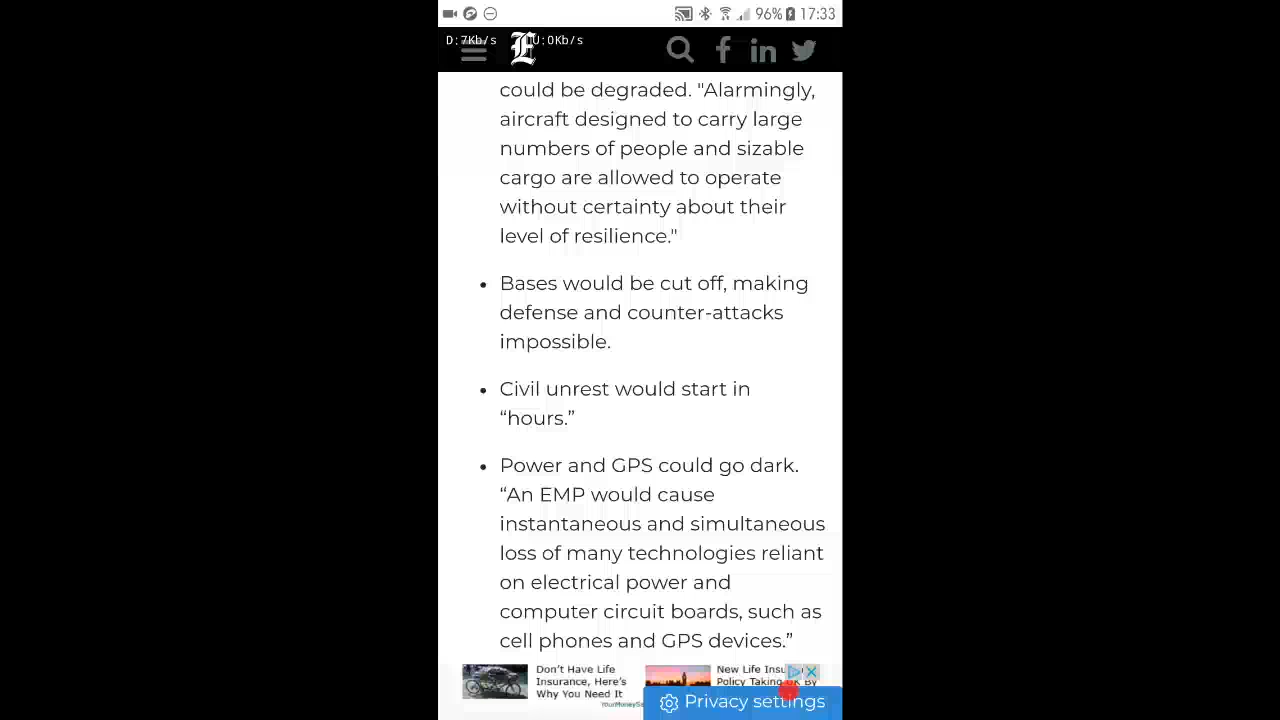 96% 17:33
D:7Kb/s U:0Kb/s
E
f in
could be degraded. "Alarmingly,
aircraft designed to carry large
numbers of people and sizable
cargo are allowed to operate
without certainty about their
level of resilience."
• Bases would be cut off, making
defense and counter-attacks
impossible.
• Civil unrest would start in
“hours.”
• Power and GPS could go dark.
“An EMP would cause
instantaneous and simultaneous
loss of many technologies reliant
on electrical power and
computer circuit boards, such as
cell phones and GPS devices.”
Don’t Have Life
Insurance, Here’s
Why You Need It
New Life
Policy Taking By
Privacy settings